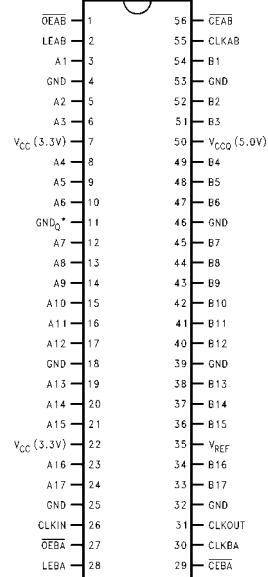 O̅E̅A̅B̅ 1 56 C̅E̅A̅B̅
LEAB 2 55 CLKAB
A1 3 54 B1
GND 4 53 GND
A2 5 52 B2
A3 6 51 B3
VCC (3.3V) 7 50 VCCQ (5.0V)
A4 8 49 B4
A5 9 48 B5
A6 10 47 B6
GNDQ* 11 46 GND
A7 12 45 B7
A8 13 44 B8
A9 14 43 B9
A10 15 42 B10
A11 16 41 B11
A12 17 40 B12
GND 18 39 GND
A13 19 38 B13
A14 20 37 B14
A15 21 36 B15
VCC (3.3V) 22 35 VREF
A16 23 34 B16
A17 24 33 B17
GND 25 32 GND
CLKIN 26 31 CLKOUT
O̅E̅B̅A̅ 27 30 CLKBA
LEBA 28 29 C̅E̅B̅A̅